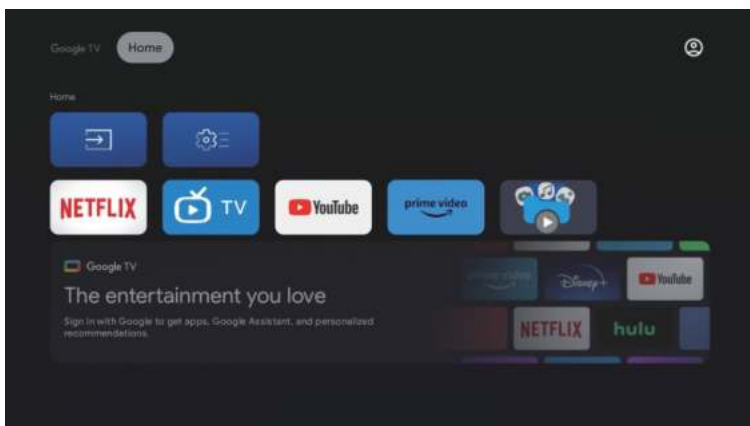 Google TV
Home
Home
NETFLIX
TV
YouTube
prime video
Google TV
The entertainment you love
Sign in with Google to get apps, Google Assistant, and personalized
recommendations.
prime video
Disney+
YouTube
NETFLIX
hulu